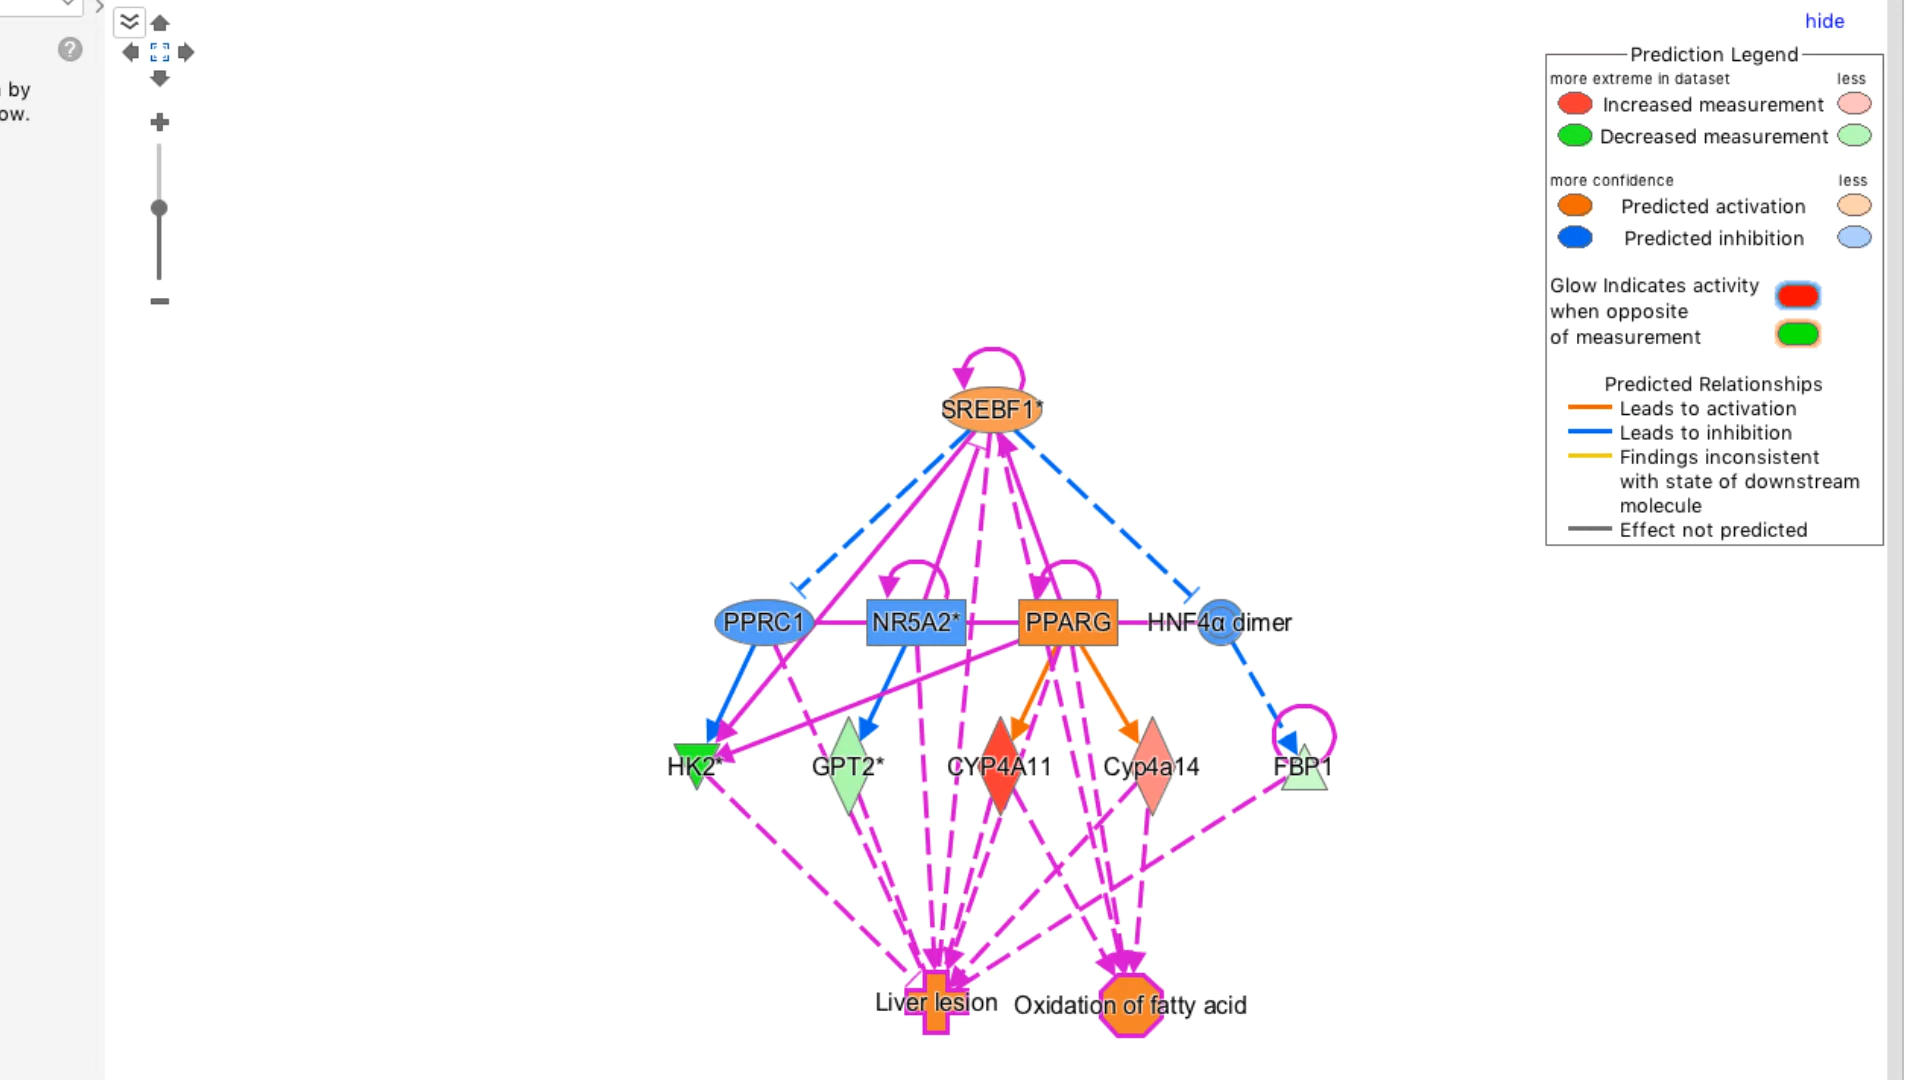 hide
?
by
ow.
Prediction Legend
more extreme in dataset less
Increased measurement
Decreased measurement
more confidence less
Predicted activation
Predicted inhibition
Glow Indicates activity
when opposite
of measurement
Predicted Relationships
Leads to activation
Leads to inhibition
Findings inconsistent
with state of downstream
molecule
Effect not predicted
SREBF1*
PPRC1 NR5A2* PPARG HNF4α dimer
HK2* GPT2* CYP4A11 Cyp4a14 FBP1
Liver lesion Oxidation of fatty acid